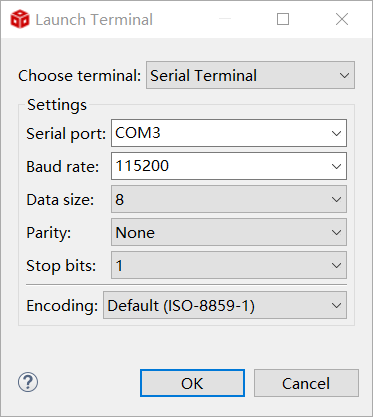 Launch Terminal
Choose terminal: Serial Terminal
Settings
Serial port: COM3
Baud rate: 115200
Data size: 8
Parity: None
Stop bits: 1
Encoding: Default (ISO-8859-1)
? OK Cancel